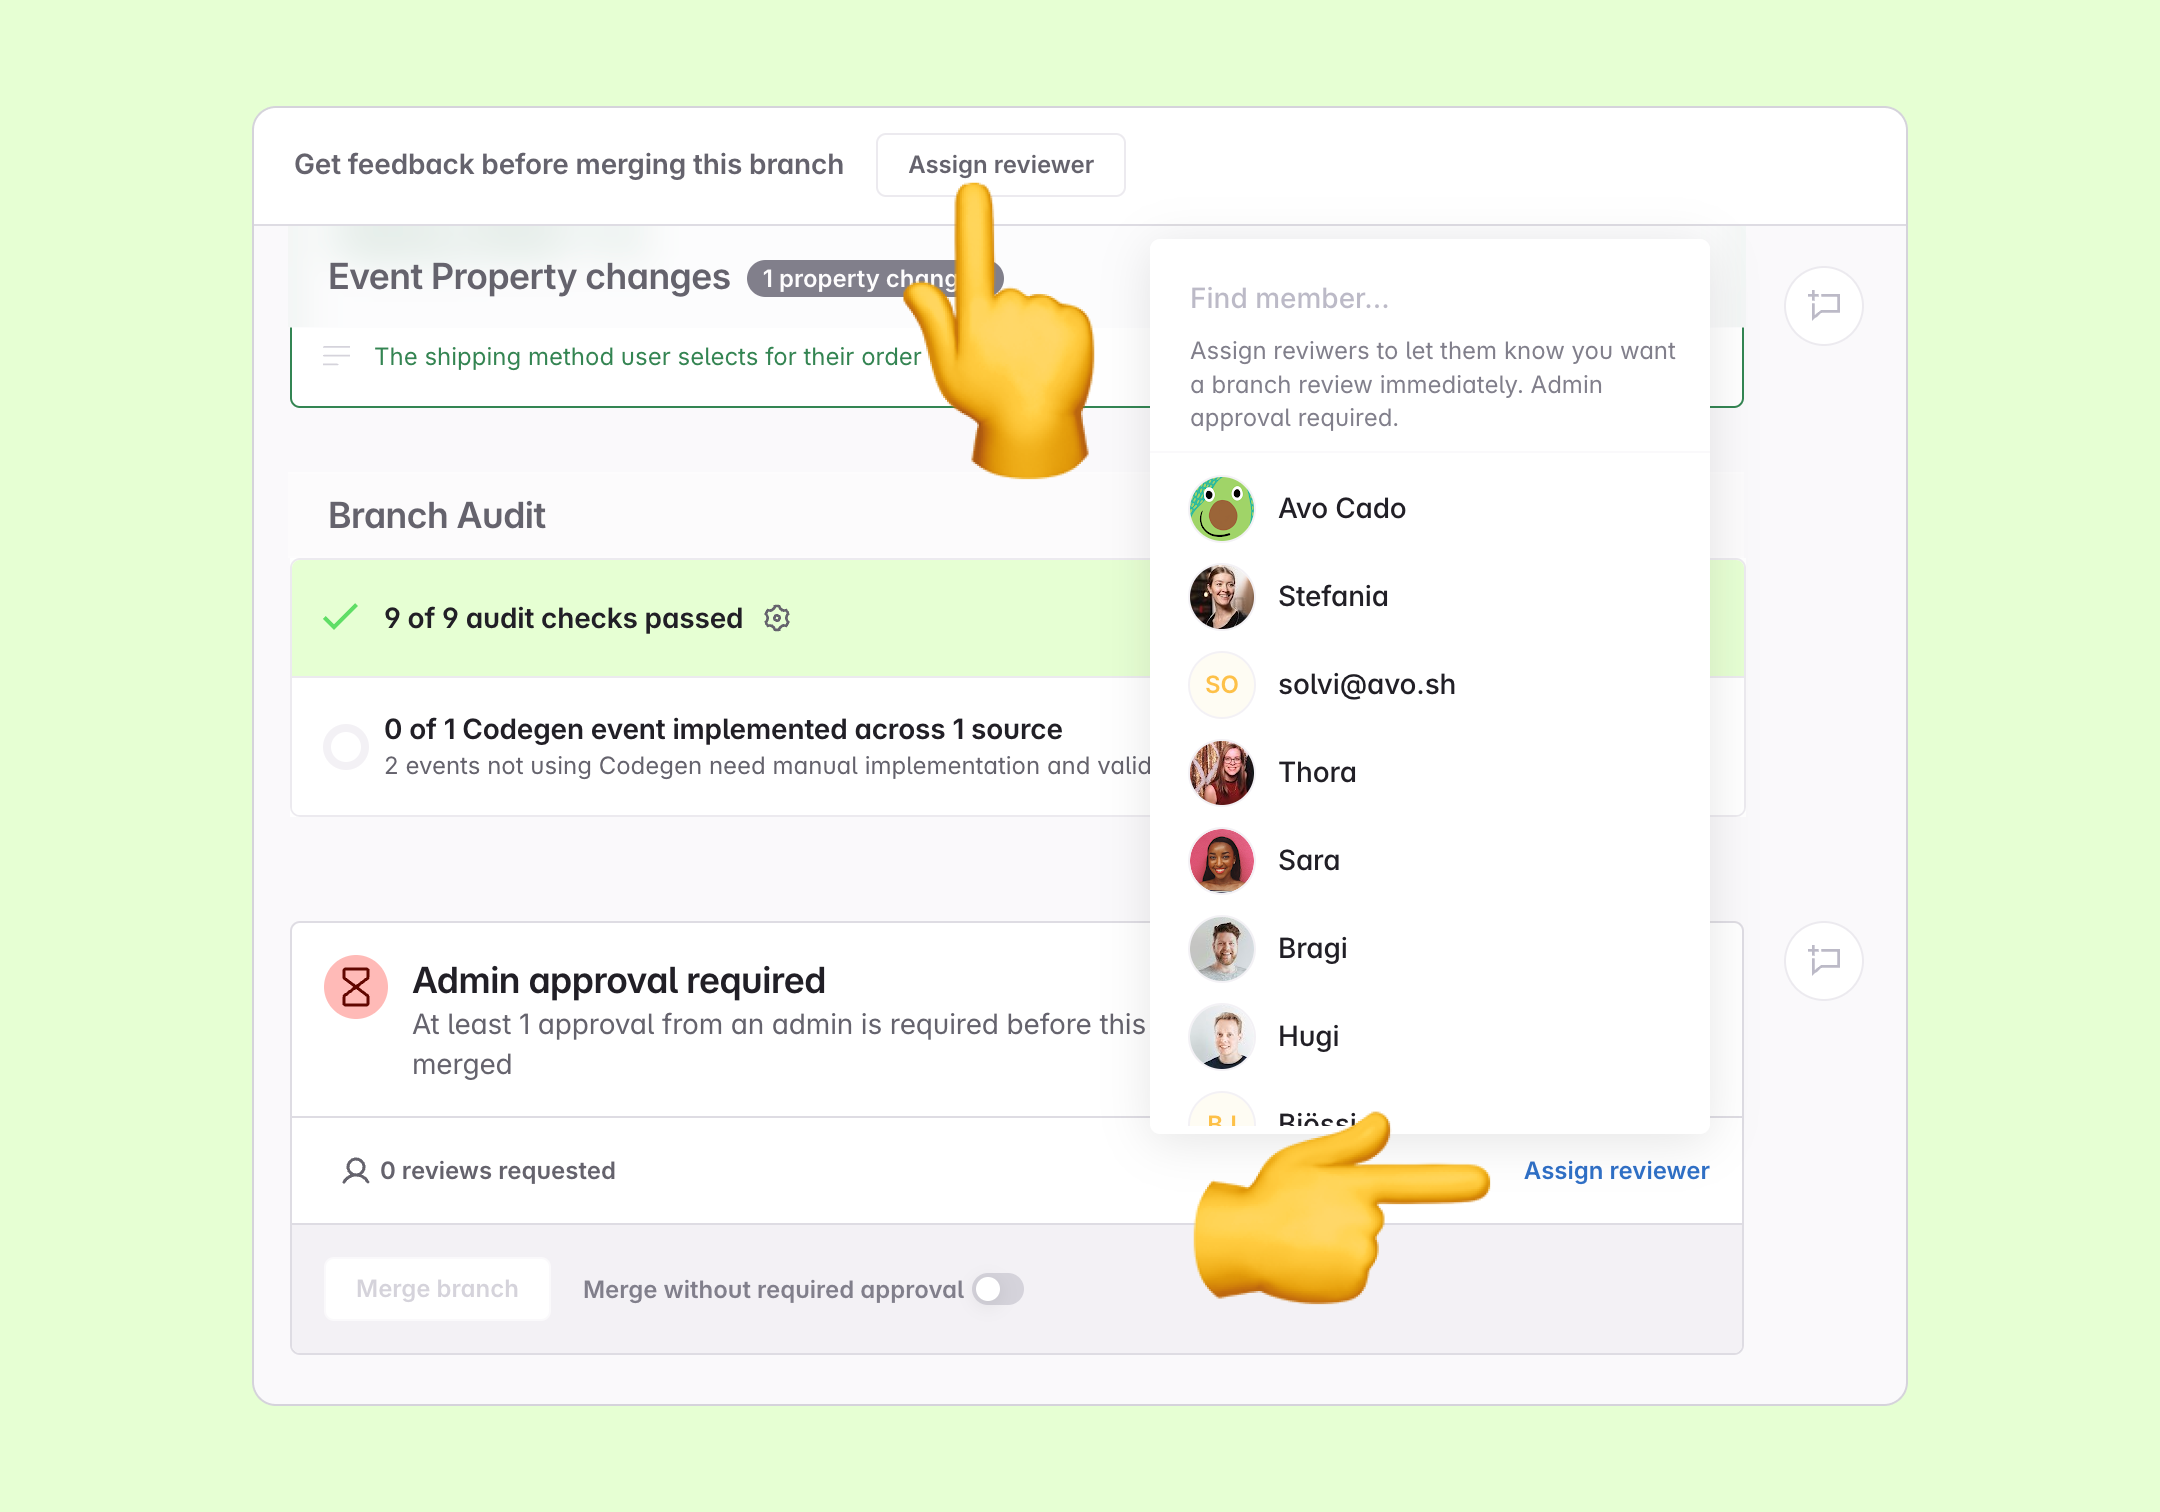 Get feedback before merging this branch
Assign reviewer
Event Property changes
1 property
The shipping method user selects for their order
Branch Audit
9 of 9 audit checks passed
0 of 1 Codegen event implemented across 1 source
2 events not using Codegen need manual implementation and valid
Admin approval required
At least 1 approval from an admin is required before this
merged
0 reviews requested
Assign reviewer
Merge branch
Merge without required approval
Find member...
Assign reviwers to let them know you want
a branch review immediately. Admin
approval required.
Avo Cado
Stefania
SO
solvi@avo.sh
Thora
Sara
Bragi
Hugi
BJ
Bjössi